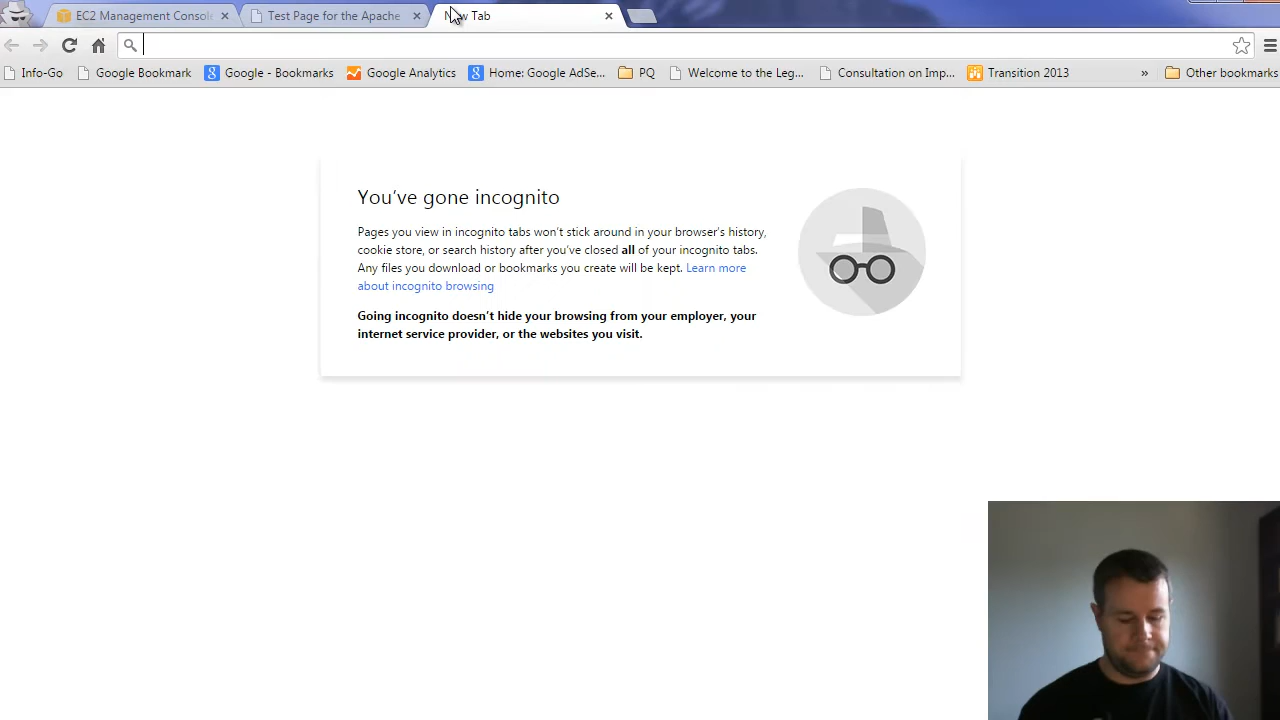 EC2 Management Consol
Test Page for the Apache
New Tab
Info-Go
Google Bookmark
Google - Bookmarks
Google Analytics
Home: Google AdSe...
PQ
Welcome to the Leg...
Consultation on Imp...
Transition 2013
»
Other bookmarks
You've gone incognito
Pages you view in incognito tabs won't stick around in your browser's history,
cookie store, or search history after you've closed all of your incognito tabs.
Any files you download or bookmarks you create will be kept. Learn more
about incognito browsing
Going incognito doesn't hide your browsing from your employer, your
internet service provider, or the websites you visit.